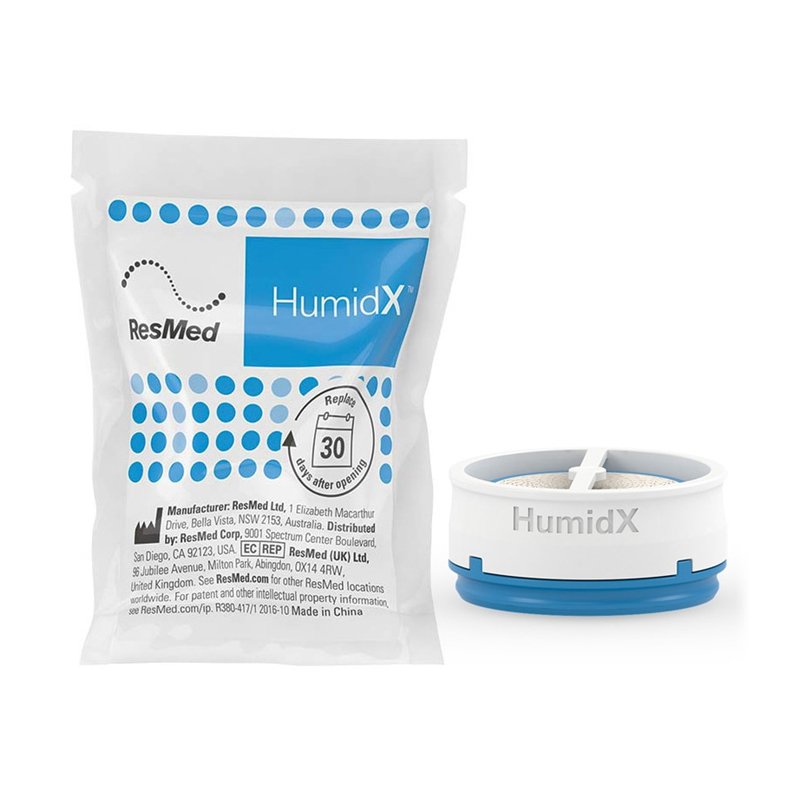 ResMed
HumidX™
Replace
30
days after opening
Manufacturer: ResMed Ltd, 1 Elizabeth Macarthur
Drive, Bella Vista, NSW 2153, Australia. Distributed
by: ResMed Corp, 9001 Spectrum Center Boulevard,
San Diego, CA 92123, USA. EC REP ResMed (UK) Ltd,
96 Jubilee Avenue, Milton Park, Abingdon, OX14 4RW,
United Kingdom. See ResMed.com for other ResMed locations
worldwide. For patent and other intellectual property information,
see ResMed.com/ip. R380-417/1 2016-10 Made in China
HumidX